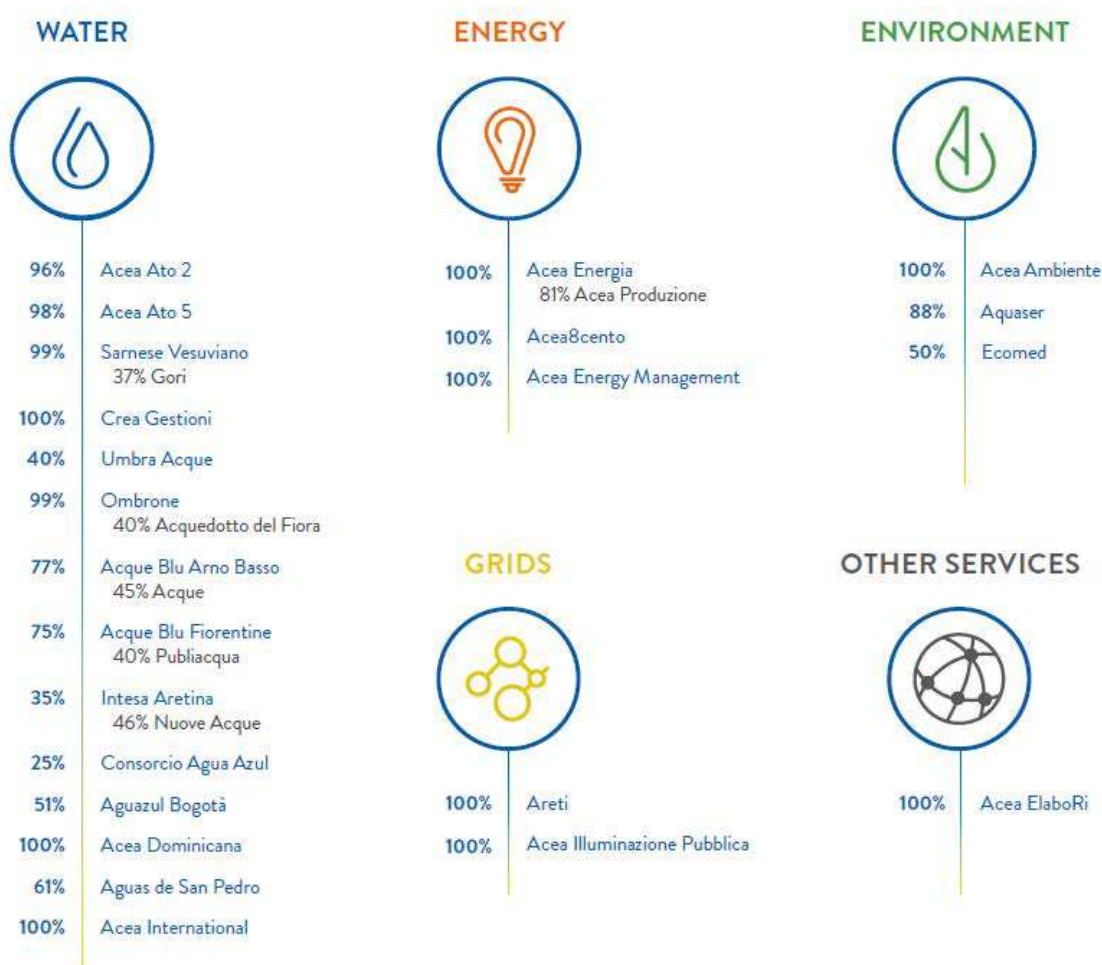 WATER
96% Acea Ato 2
98% Acea Ato 5
99% Sarnese Vesuviano
37% Gori
100% Crea Gestioni
40% Umbra Acque
99% Ombrone
40% Acquedotto del Fiora
77% Acque Blu Arno Basso
45% Acque
75% Acque Blu Fiorentine
40% Publiacqua
35% Intesa Aretina
46% Nuove Acque
25% Consorcio Agua Azul
51% Aguazul Bogotà
100% Acea Dominicana
61% Aguas de San Pedro
100% Acea International
ENERGY
100% Acea Energia
81% Acea Produzione
100% Acea8cento
100% Acea Energy Management
ENVIRONMENT
100% Acea Ambiente
88% Aquaser
50% Ecomed
GRIDS
100% Areti
100% Acea Illuminazione Pubblica
OTHER SERVICES
100% Acea ElaboRi